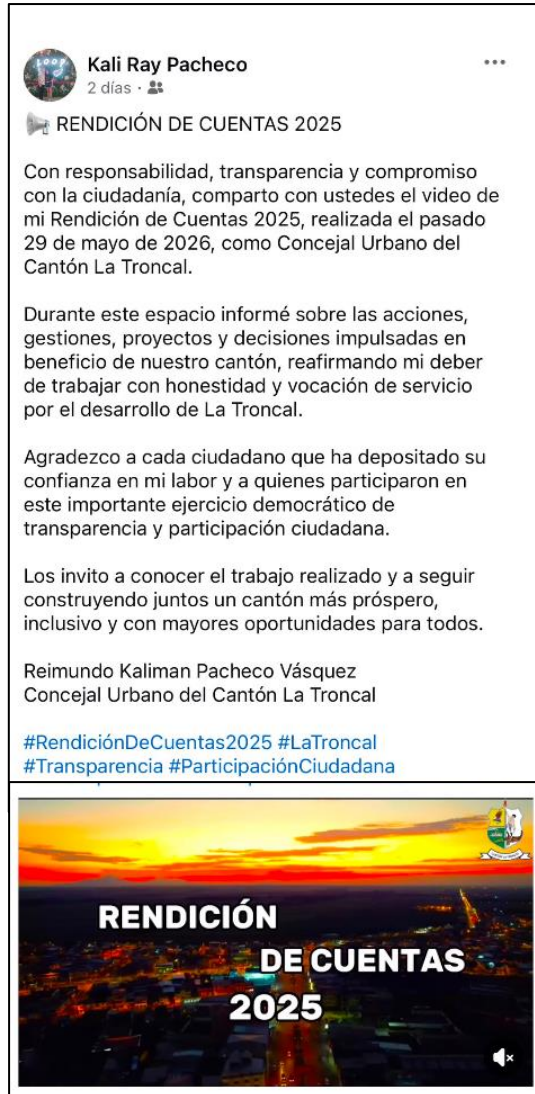 Kali Ray Pacheco
2 días ·
RENDICIÓN DE CUENTAS 2025
Con responsabilidad, transparencia y compromiso
con la ciudadanía, comparto con ustedes el video de
mi Rendición de Cuentas 2025, realizada el pasado
29 de mayo de 2026, como Concejal Urbano del
Cantón La Troncal.
Durante este espacio informé sobre las acciones,
gestiones, proyectos y decisiones impulsadas en
beneficio de nuestro cantón, reafirmando mi deber
de trabajar con honestidad y vocación de servicio
por el desarrollo de La Troncal.
Agradezco a cada ciudadano que ha depositado su
confianza en mi labor y a quienes participaron en
este importante ejercicio democrático de
transparencia y participación ciudadana.
Los invito a conocer el trabajo realizado y a seguir
construyendo juntos un cantón más próspero,
inclusivo y con mayores oportunidades para todos.
Reimundo Kaliman Pacheco Vásquez
Concejal Urbano del Cantón La Troncal
#RendiciónDeCuentas2025 #LaTroncal
#Transparencia #ParticipaciónCiudadana
RENDICIÓN
DE CUENTAS
2025